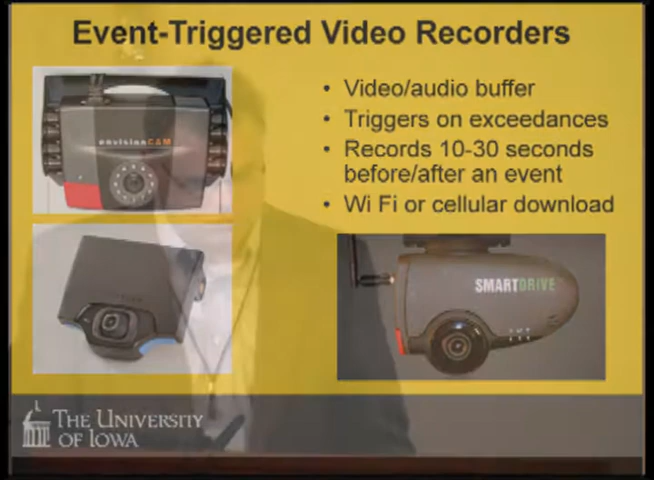 Event-Triggered Video Recorders
• Video/audio buffer
• Triggers on exceedances
• Records 10-30 seconds
before/after an event
• Wi Fi or cellular download
envisionCAM
SMARTDRIVE
THE UNIVERSITY
OF IOWA